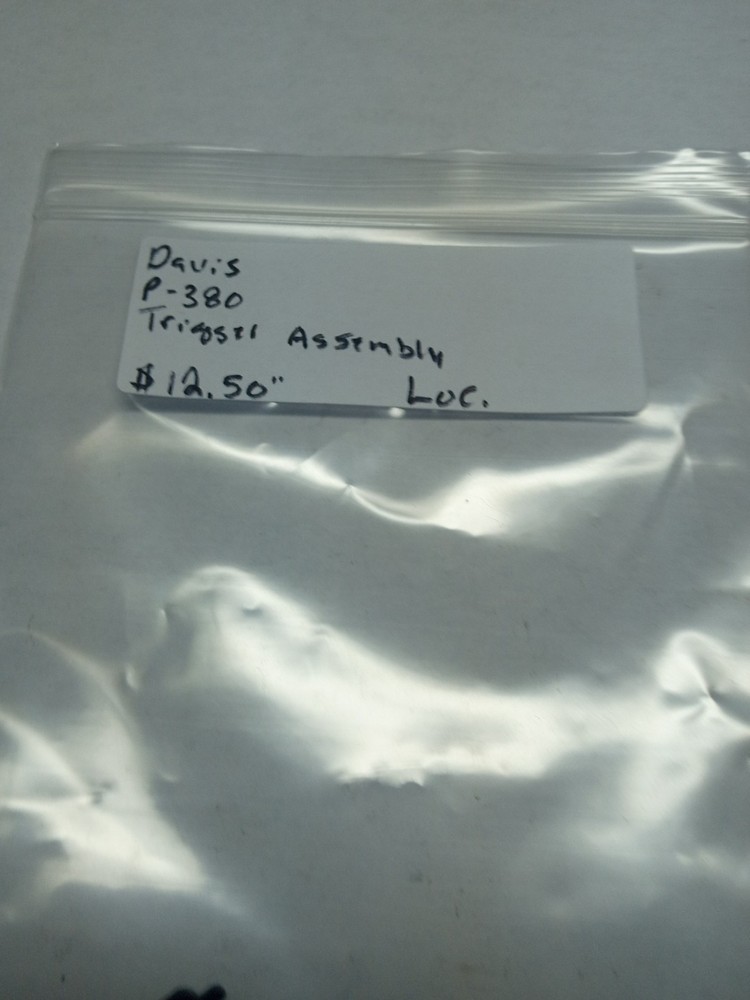 Davis
P-380
Trigger Assembly
$12.50" Loc.